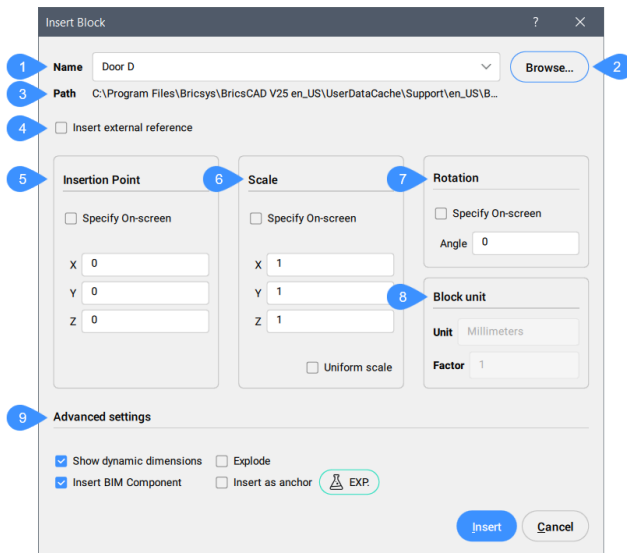 Insert Block ?
1 Name Door D Browse... 2
3 Path C:\Program Files\Bricsys\BricsCAD V25 en_US\UserDataCache\Support\en_US\B...
4 Insert external reference
5 Insertion Point 6 Scale 7 Rotation
Specify On-screen Specify On-screen Specify On-screen
Angle 0
X 0 X 1
Y 0 Y 1 8 Block unit
Z 0 Z 1
Unit Millimeters
Uniform scale Factor 1
9 Advanced settings
Show dynamic dimensions Explode
Insert BIM Component Insert as anchor EXP.
Insert Cancel